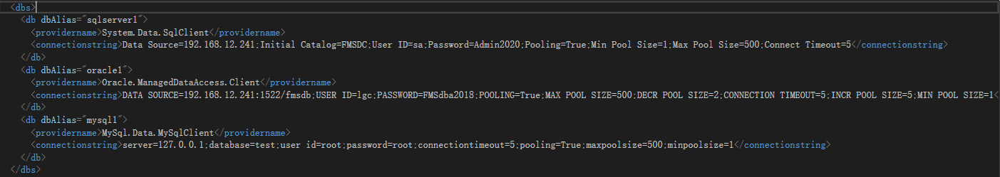 <dbs>
<db dbAlias="sqlserver1">
<providername>System.Data.SqlClient</providername>
<connectionstring>Data Source=192.168.12.241;Initial Catalog=FMSDC;User ID=sa;Password=Admin2020;Pooling=True;Min Pool Size=1;Max Pool Size=500;Connect Timeout=5</connectionstring>
</db>
<db dbAlias="oracle1">
<providername>Oracle.ManagedDataAccess.Client</providername>
<connectionstring>DATA SOURCE=192.168.12.241:1522/fmsdb;USER ID=lgc;PASSWORD=FMSdba2018;POOLING=True;MAX POOL SIZE=500;DECR POOL SIZE=2;CONNECTION TIMEOUT=5;INCR POOL SIZE=5;MIN POOL SIZE=1<
</db>
<db dbAlias="mysql1">
<providername>MySql.Data.MySqlClient</providername>
<connectionstring>server=127.0.0.1;database=test;user id=root;password=root;connectiontimeout=5;pooling=True;maxpoolsize=500;minpoolsize=1</connectionstring>
</db>
</dbs>